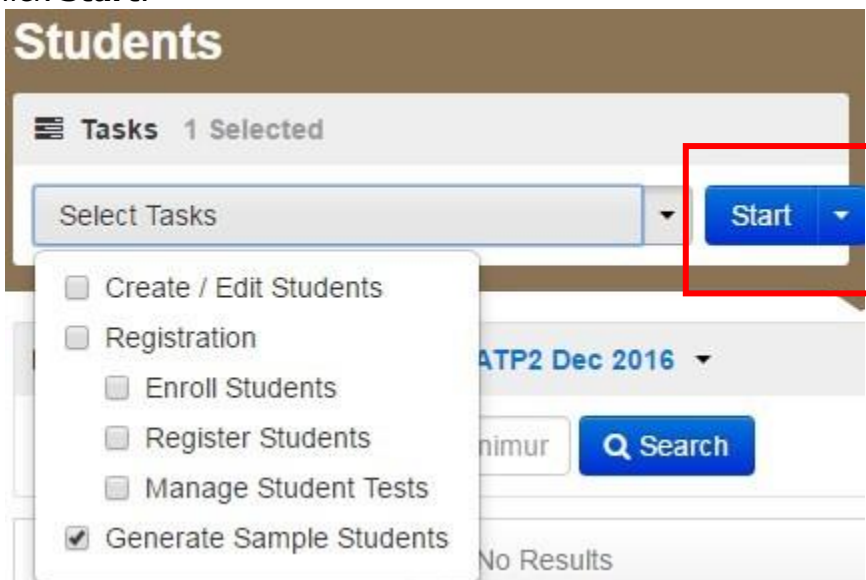 Students
Tasks 1 Selected
Select Tasks
Start
Create / Edit Students
Registration
ATP2 Dec 2016
Enroll Students
Register Students
Search
Manage Student Tests
Generate Sample Students
No Results